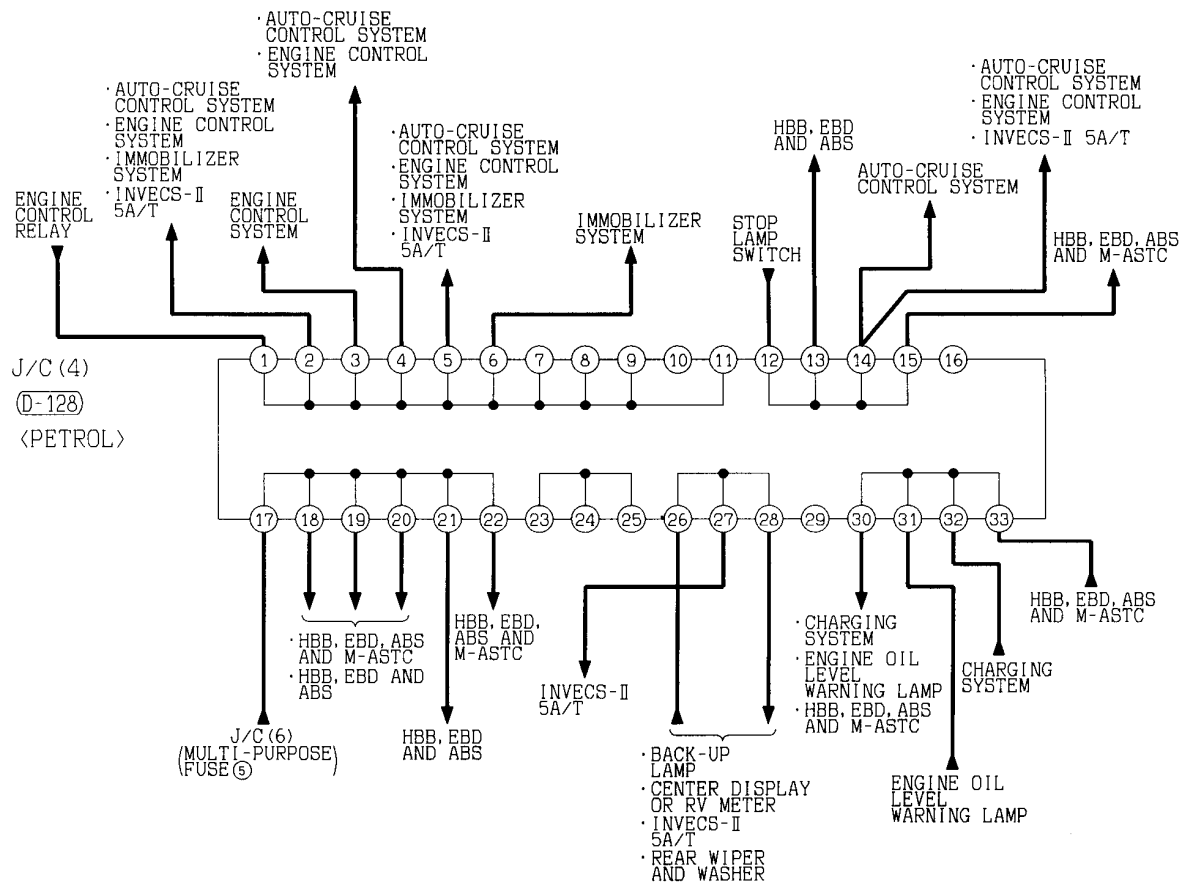 · AUTO-CRUISE
CONTROL SYSTEM
· ENGINE CONTROL
SYSTEM
· AUTO-CRUISE
CONTROL SYSTEM
· ENGINE CONTROL
SYSTEM
· IMMOBILIZER
SYSTEM
· INVECS-Ⅱ
5A/T
· AUTO-CRUISE
CONTROL SYSTEM
· ENGINE CONTROL
SYSTEM
· IMMOBILIZER
SYSTEM
· INVECS-Ⅱ
5A/T
· AUTO-CRUISE
CONTROL SYSTEM
· ENGINE CONTROL
SYSTEM
· INVECS-Ⅱ 5A/T
HBB, EBD
AND ABS
AUTO-CRUISE
CONTROL SYSTEM
ENGINE
CONTROL
RELAY
ENGINE
CONTROL
SYSTEM
IMMOBILIZER
SYSTEM
STOP
LAMP
SWITCH
HBB, EBD, ABS
AND M-ASTC
1 2 3 4 5 6 7 8 9 10 11 12 13 14 15 16
J/C (4)
D-128
〈PETROL〉
17 18 19 20 21 22 23 24 25 26 27 28 29 30 31 32 33
J/C (6)
(MULTI-PURPOSE
FUSE ⑤)
· HBB, EBD, ABS
AND M-ASTC
· HBB, EBD AND
ABS
HBB, EBD
AND ABS
HBB, EBD,
ABS AND
M-ASTC
INVECS-Ⅱ
5A/T
· BACK-UP
LAMP
· CENTER DISPLAY
OR RV METER
· INVECS-Ⅱ
5A/T
· REAR WIPER
AND WASHER
· CHARGING
SYSTEM
· ENGINE OIL
LEVEL
WARNING LAMP
· HBB, EBD, ABS
AND M-ASTC
ENGINE OIL
LEVEL
WARNING LAMP
CHARGING
SYSTEM
HBB, EBD, ABS
AND M-ASTC